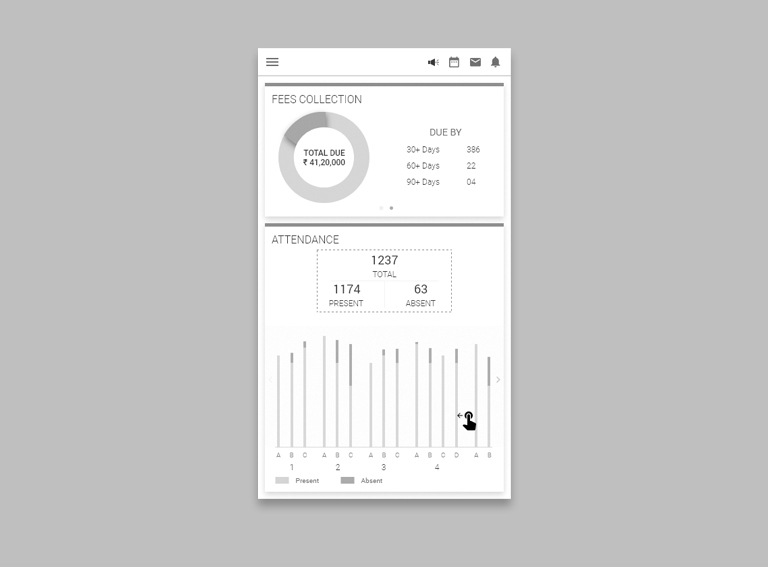 FEES COLLECTION
TOTAL DUE
₹ 41,20,000
DUE BY
30+ Days 386
60+ Days 22
90+ Days 04
ATTENDANCE
1237
TOTAL
1174 63
PRESENT ABSENT
A B C A B C A B C A B C D A B
1 2 3 4
Present Absent